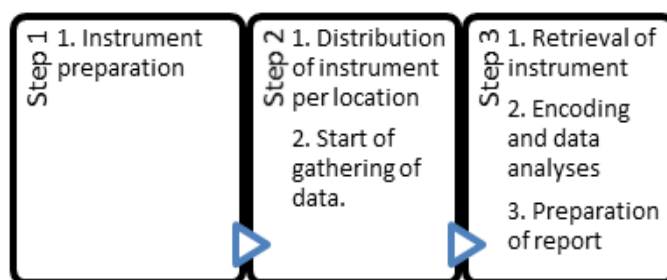 Step 1
1. Instrument
preparation
Step 2
1. Distribution
of instrument
per location
2. Start of
gathering of
data.
Step 3
1. Retrieval of
instrument
2. Encoding
and data
analyses
3. Preparation
of report